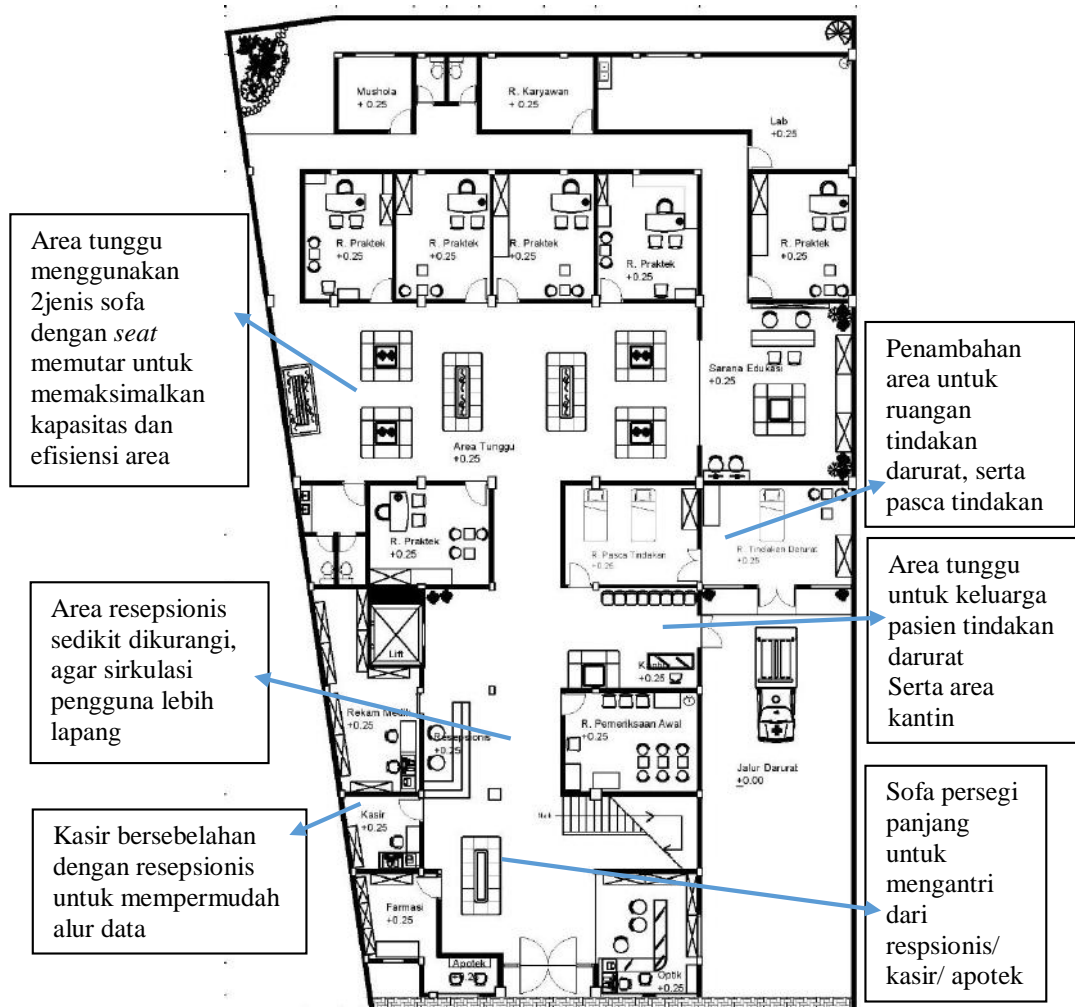 Mushola
+ 0.25
R. Karyawan
+ 0.25
Lab
+0.25
R. Praktek
+0.25
R. Praktek
+0.25
R. Praktek
+0.25
R. Praktek
+0.25
R. Praktek
+0.25
Area tunggu
menggunakan
2jenis sofa
dengan seat
memutar untuk
memaksimalkan
kapasitas dan
efisiensi area
Sarana Edukasi
+0.25
Area Tunggu
+0.25
Penambahan
area untuk
ruangan
tindakan
darurat, serta
pasca tindakan
R. Praktek
+0.25
R. Pasca Tindakan
+0.25
R. Tindakan Darurat
+0.25
Area tunggu
untuk keluarga
pasien tindakan
darurat
Serta area
kantin
Area resepsionis
sedikit dikurangi,
agar sirkulasi
pengguna lebih
lapang
Lift
Kantin
+0.25
Rekam Medik
+0.25
Resepsionis
+0.25
R. Pemeriksaan Awal
+0.25
Jalur Darurat
+0.00
Kasir bersebelahan
dengan resepsionis
untuk mempermudah
alur data
Kasir
+0.25
Naik
Sofa persegi
panjang
untuk
mengantri
dari
respsionis/
kasir/ apotek
Farmasi
+0.25
Apotek
+0.25
Optik
+0.25